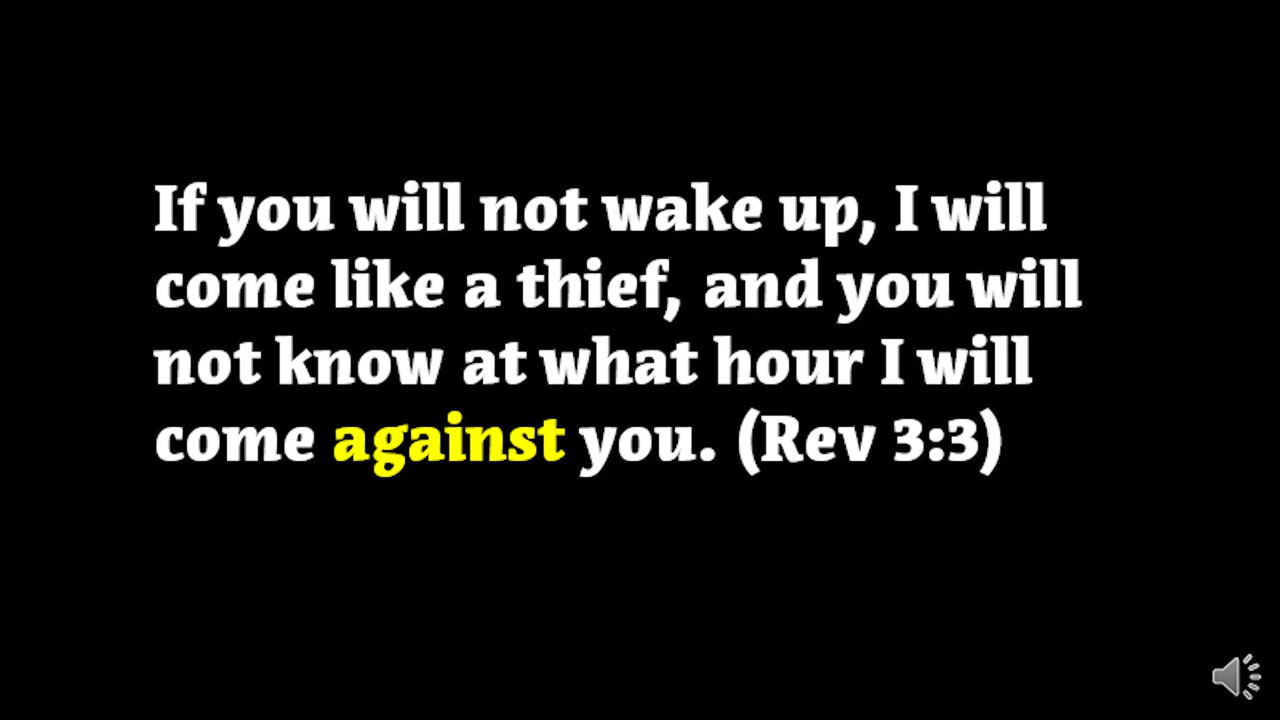 If you will not wake up, I will
come like a thief, and you will
not know at what hour I will
come against you. (Rev 3:3)